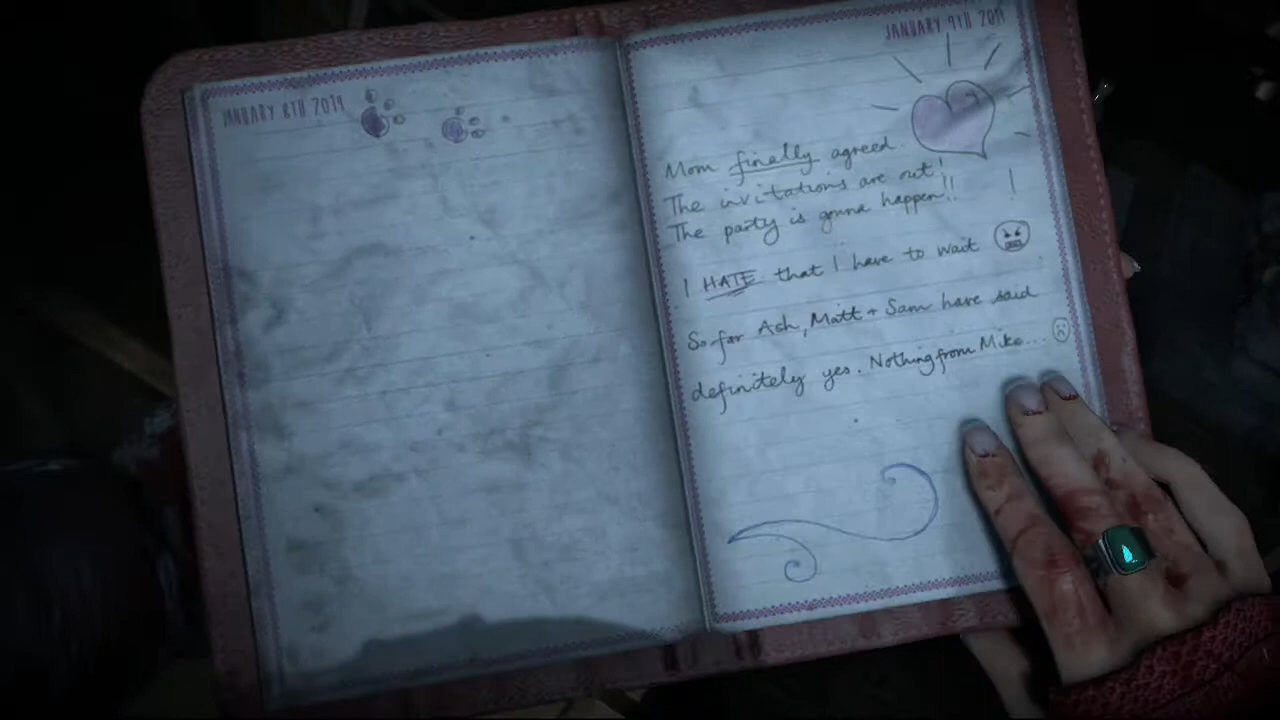 JANUARY 8TH 2014
JANUARY 9TH 2014
Mom finally agreed.
The invitations are out!
The party is gonna happen!! !
I HATE that I have to wait
So far Ash, Matt + Sam have said
definitely yes. Nothing from Mike...